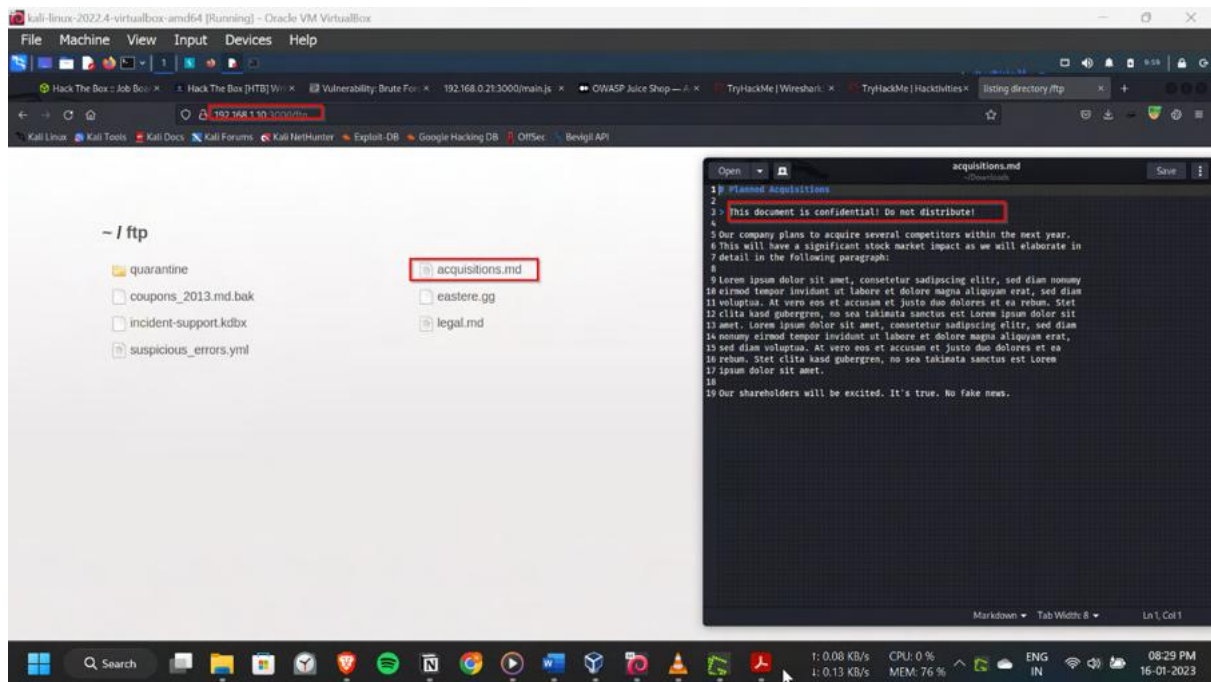 kali-linux-2022.4-virtualbox-amd64 [Running] - Oracle VM VirtualBox
File Machine View Input Devices Help
1
Hack The Box :: Job Boa
Hack The Box [HTB]
Vulnerability: Brute For
192.168.0.21:3000/main.js
OWASP Juice Shop —
TryHackMe | Wireshark:
TryHackMe | Hacktivities
listing directory /ftp
192.168.1.10:3000/ftp
Kali Linux Kali Tools Kali Docs Kali Forums Kali NetHunter Exploit-DB Google Hacking DB OffSec Bevigil API
~ / ftp
quarantine
acquisitions.md
coupons_2013.md.bak
eastere.gg
incident-support.kdbx
legal.md
suspicious_errors.yml
Open
acquisitions.md
~/Downloads
Save
1 # Planned Acquisitions
2
3 > This document is confidential! Do not distribute!
4
5 Our company plans to acquire several competitors within the next year.
6 This will have a significant stock market impact as we will elaborate in
7 detail in the following paragraph:
8
9 Lorem ipsum dolor sit amet, consetetur sadipscing elitr, sed diam nonumy
10 eirmod tempor invidunt ut labore et dolore magna aliquyam erat, sed diam
11 voluptua. At vero eos et accusam et justo duo dolores et ea rebum. Stet
12 clita kasd gubergren, no sea takimata sanctus est Lorem ipsum dolor sit
13 amet. Lorem ipsum dolor sit amet, consetetur sadipscing elitr, sed diam
14 nonumy eirmod tempor invidunt ut labore et dolore magna aliquyam erat,
15 sed diam voluptua. At vero eos et accusam et justo duo dolores et ea
16 rebum. Stet clita kasd gubergren, no sea takimata sanctus est Lorem
17 ipsum dolor sit amet.
18
19 Our shareholders will be excited. It's true. No fake news.
Markdown Tab Width: 8 Ln 1, Col 1
Search
↑: 0.08 KB/s
↓: 0.13 KB/s
CPU: 0 %
MEM: 76 %
ENG
IN
08:29 PM
16-01-2023